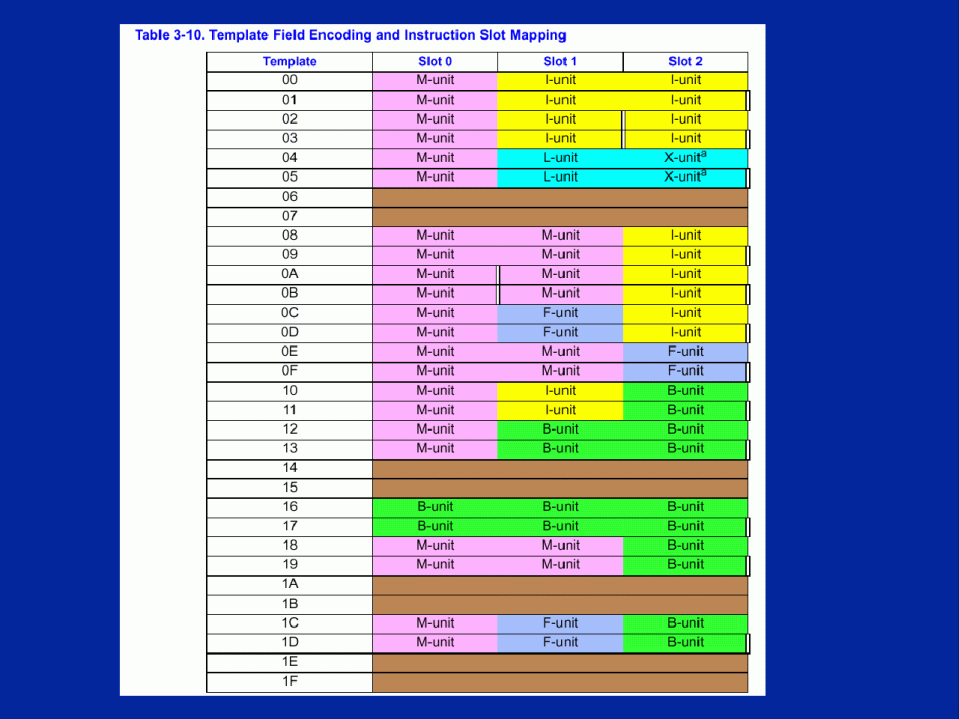 Table 3-10. Template Field Encoding and Instruction Slot Mapping
Template Slot 0 Slot 1 Slot 2
00 M-unit I-unit I-unit
01 M-unit I-unit I-unit
02 M-unit I-unit I-unit
03 M-unit I-unit I-unit
04 M-unit L-unit X-unitᵃ
05 M-unit L-unit X-unitᵃ
06
07
08 M-unit M-unit I-unit
09 M-unit M-unit I-unit
0A M-unit M-unit I-unit
0B M-unit M-unit I-unit
0C M-unit F-unit I-unit
0D M-unit F-unit I-unit
0E M-unit M-unit F-unit
0F M-unit M-unit F-unit
10 M-unit I-unit B-unit
11 M-unit I-unit B-unit
12 M-unit B-unit B-unit
13 M-unit B-unit B-unit
14
15
16 B-unit B-unit B-unit
17 B-unit B-unit B-unit
18 M-unit M-unit B-unit
19 M-unit M-unit B-unit
1A
1B
1C M-unit F-unit B-unit
1D M-unit F-unit B-unit
1E
1F